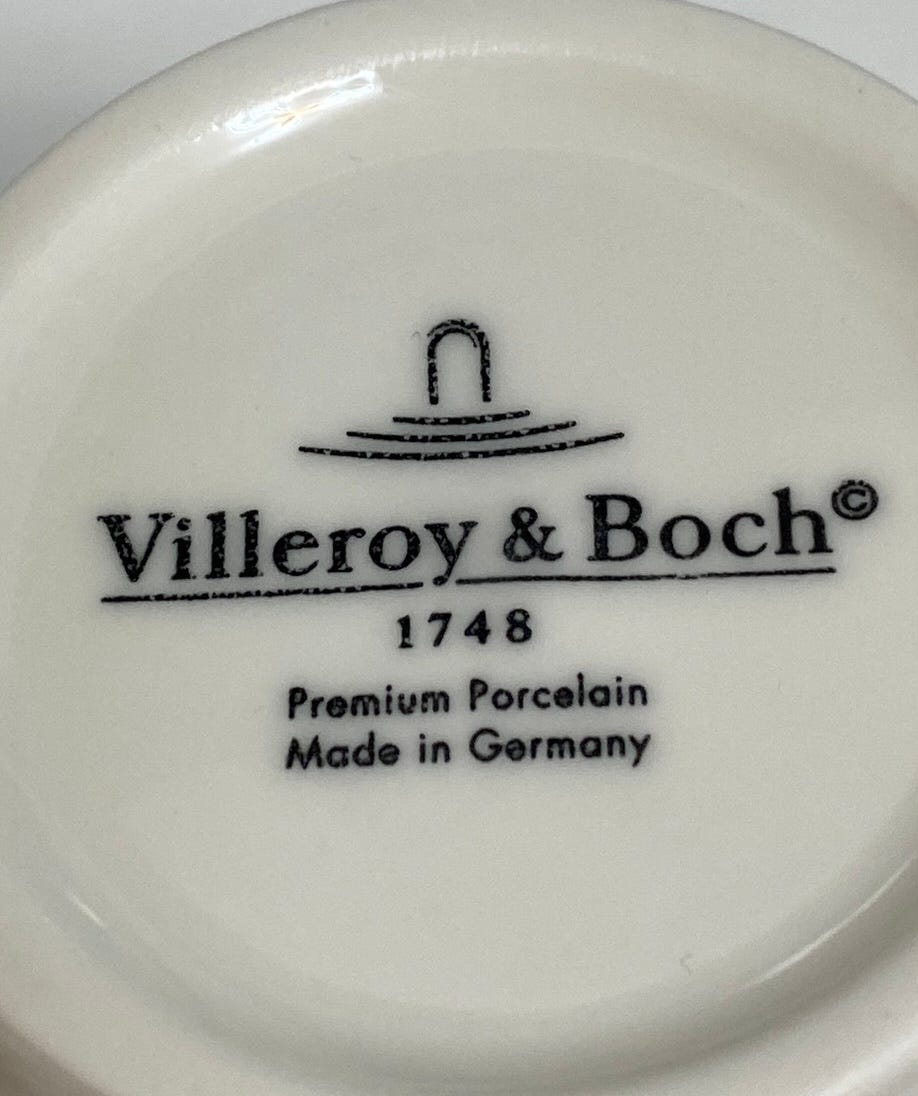 Villeroy & Boch©
1748
Premium Porcelain
Made in Germany